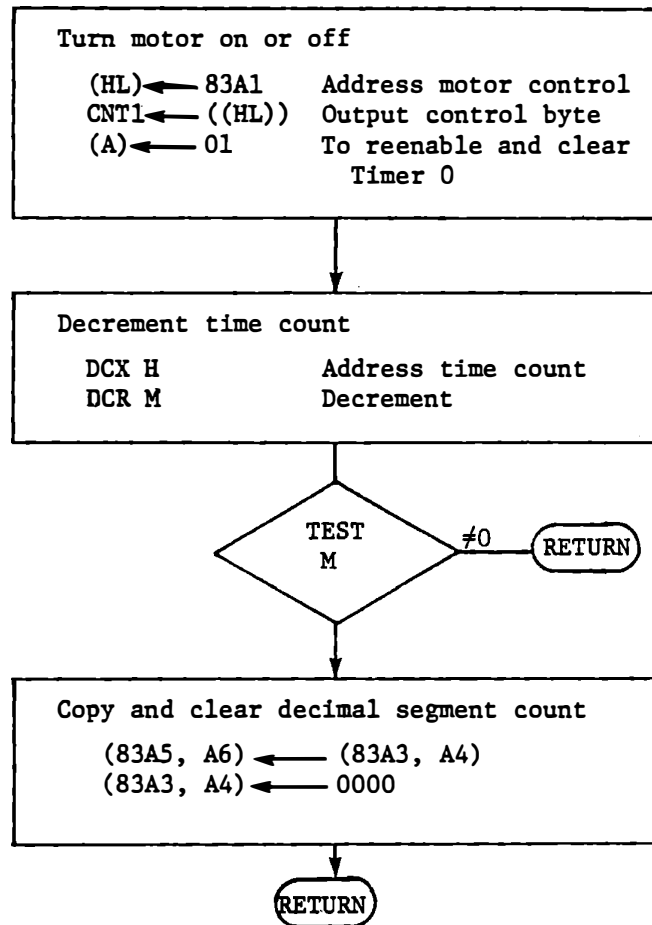 Turn motor on or off
(HL) ← 83A1 Address motor control
CNT1 ← ((HL)) Output control byte
(A) ← 01 To reenable and clear
Timer 0
Decrement time count
DCX H Address time count
DCR M Decrement
TEST
M
≠0
RETURN
Copy and clear decimal segment count
(83A5, A6) ← (83A3, A4)
(83A3, A4) ← 0000
RETURN